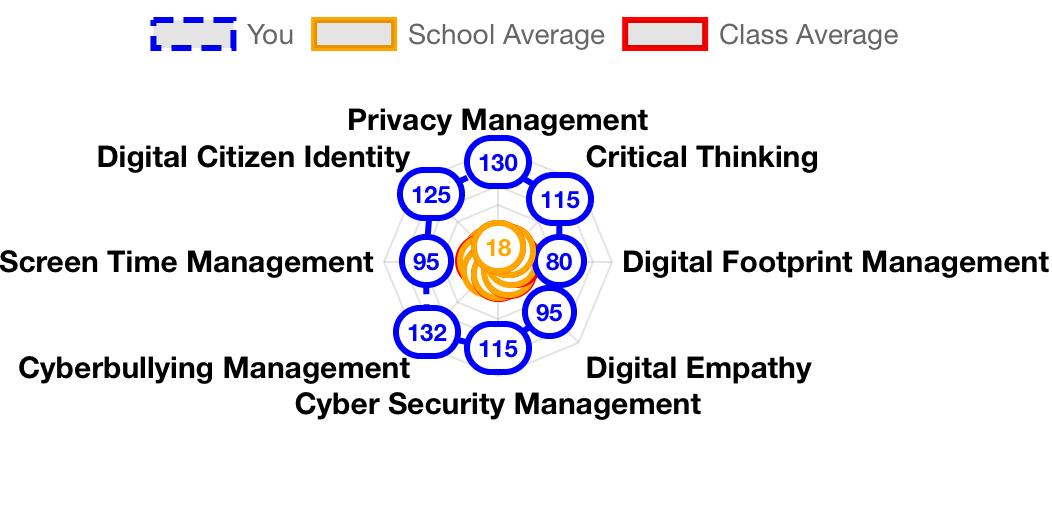 You School Average Class Average
Privacy Management
Digital Citizen Identity Critical Thinking
130
125 115
18
Screen Time Management 95 80 Digital Footprint Management
95
132
115
Cyberbullying Management Digital Empathy
Cyber Security Management